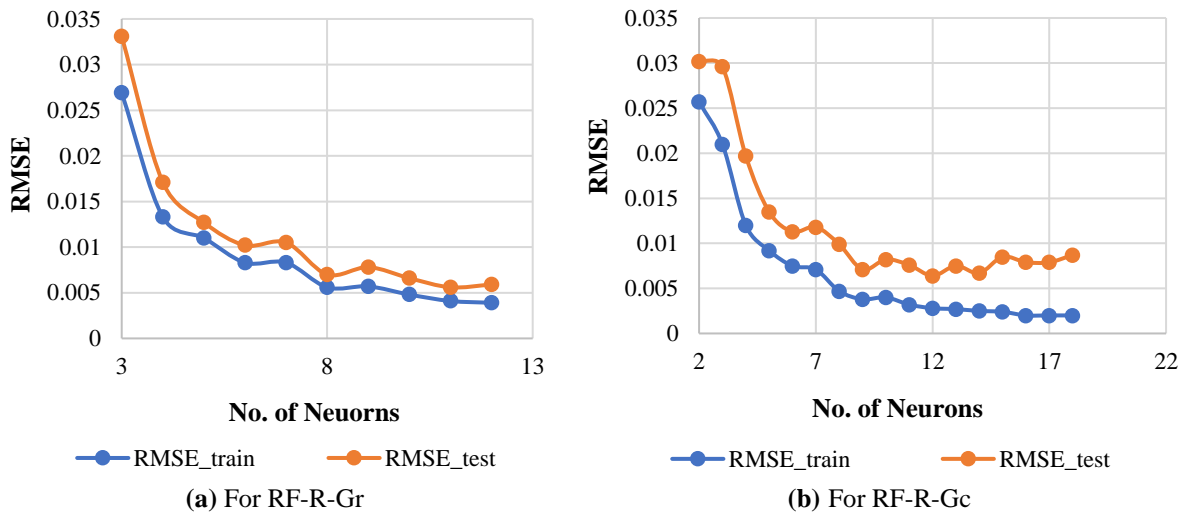 0.035
0.03
0.025
0.02
0.015
0.01
0.005
0
RMSE
3 8 13
No. of Neuorns
RMSE_train RMSE_test
(a) For RF-R-Gr
0.035
0.03
0.025
0.02
0.015
0.01
0.005
0
RMSE
2 7 12 17 22
No. of Neurons
RMSE_train RMSE_test
(b) For RF-R-Gc